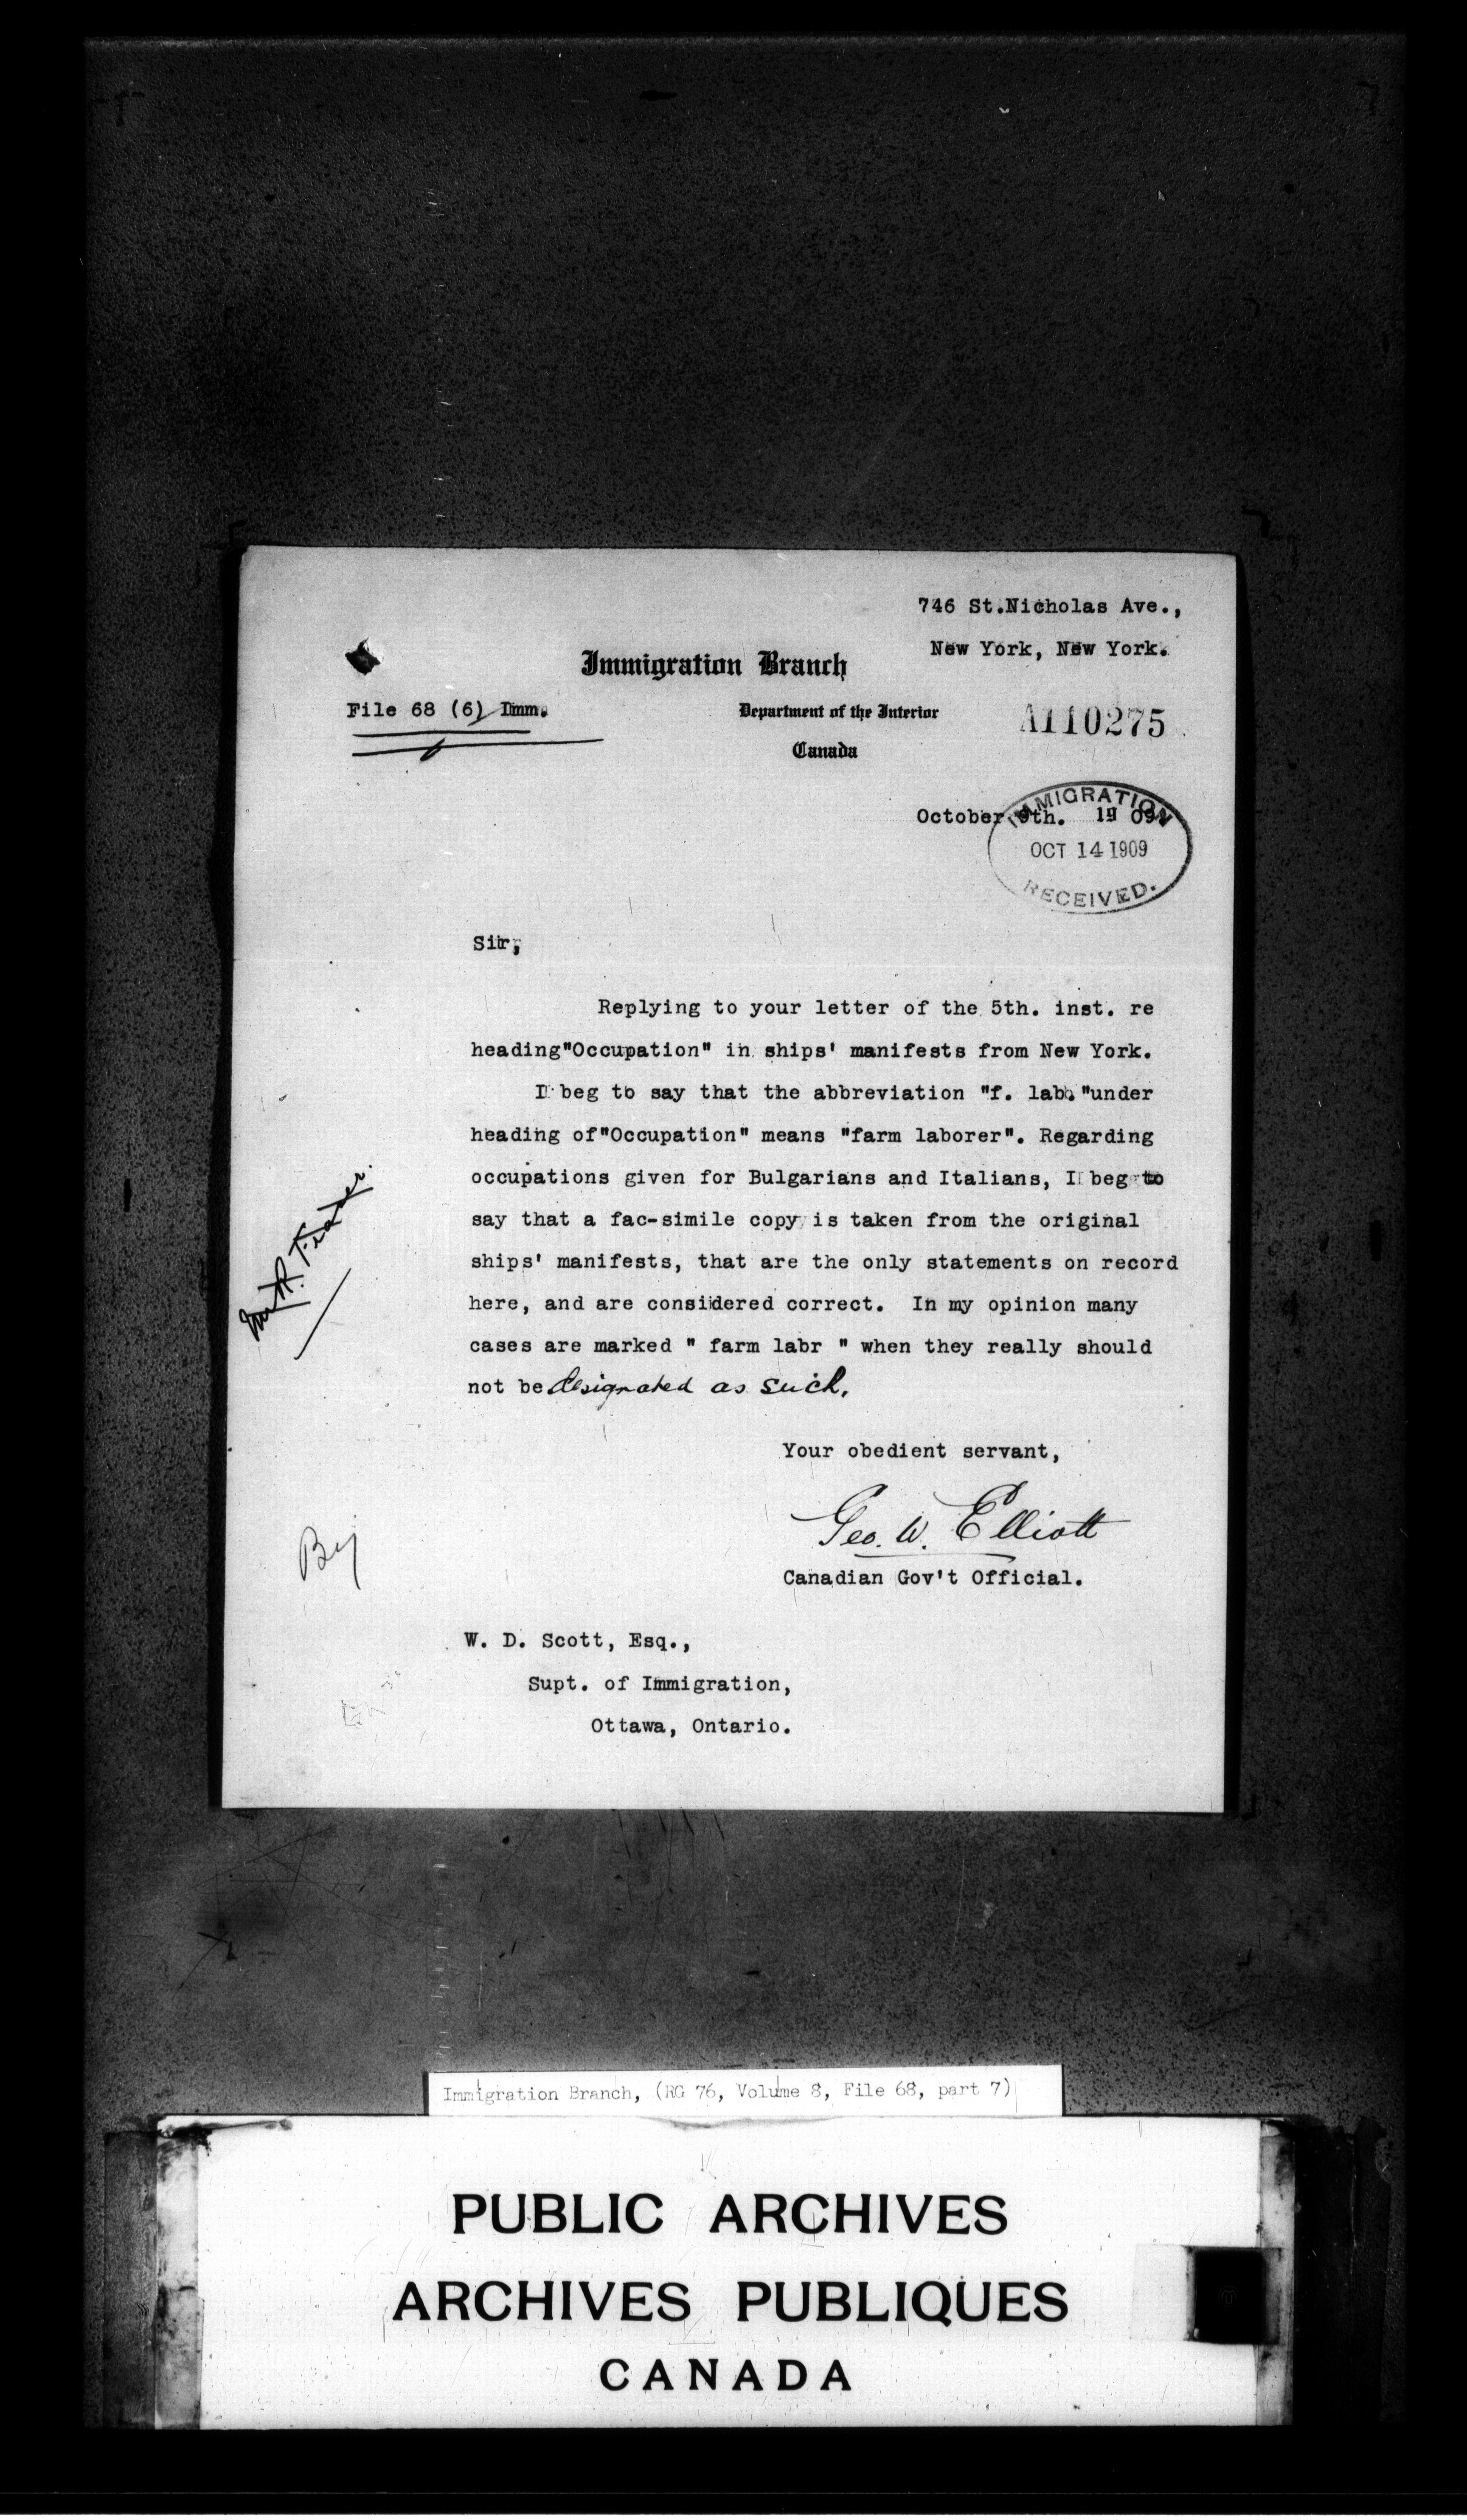 746 St.Nicholas Ave.,
New York, New York.
Immigration Branch
File 68 (6) Imm.
Department of the Interior
A110275
Canada
October 9th. 1909
IMMIGRATION
OCT 14 1909
RECEIVED.
Sir,
Replying to your letter of the 5th. inst. re
heading"Occupation" in ships' manifests from New York.
I beg to say that the abbreviation "f. lab."under
heading of"Occupation" means "farm laborer". Regarding
occupations given for Bulgarians and Italians, I beg to
say that a fac-simile copy is taken from the original
ships' manifests, that are the only statements on record
here, and are considered correct. In my opinion many
cases are marked " farm labr " when they really should
not be designated as such.
Mr. Fraser.
Your obedient servant,
Geo. W. Elliott
Canadian Gov't Official.
W. D. Scott, Esq.,
Supt. of Immigration,
Ottawa, Ontario.
Immigration Branch, (RG 76, Volume 8, File 68, part 7)
PUBLIC ARCHIVES
ARCHIVES PUBLIQUES
CANADA